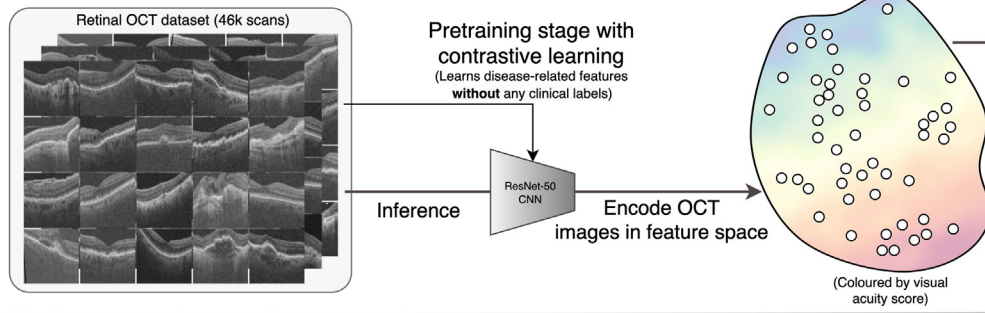 Retinal OCT dataset (46k scans)
Pretraining stage with
contrastive learning
(Learns disease-related features
without any clinical labels)
ResNet-50
CNN
Inference
Encode OCT
images in feature space
(Coloured by visual
acuity score)